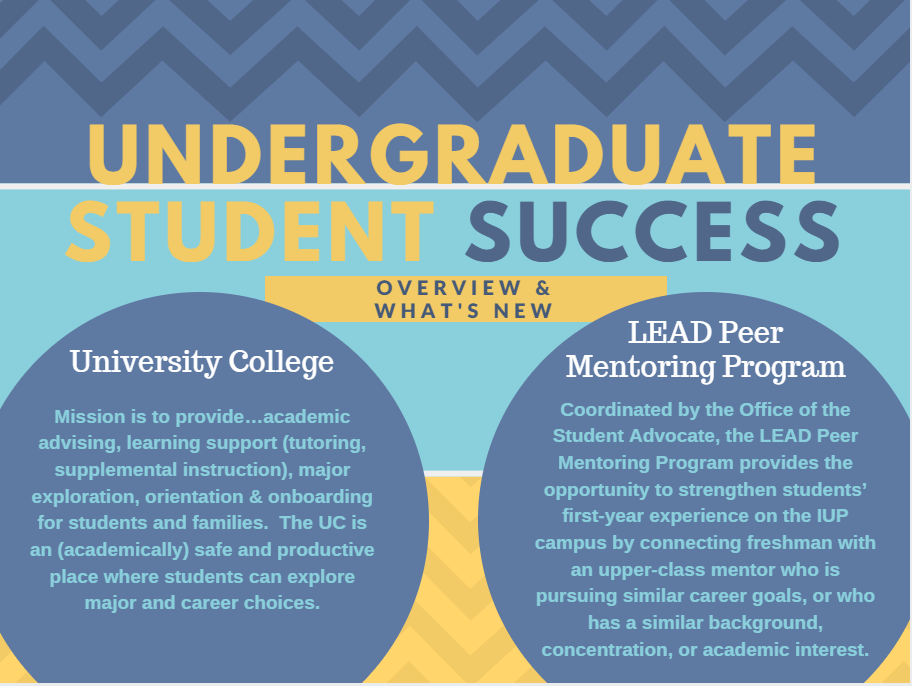 UNDERGRADUATE
STUDENT SUCCESS
OVERVIEW &
WHAT'S NEW
University College
Mission is to provide…academic
advising, learning support (tutoring,
supplemental instruction), major
exploration, orientation & onboarding
for students and families.  The UC is
an (academically) safe and productive
place where students can explore
major and career choices.
LEAD Peer
Mentoring Program
Coordinated by the Office of the
Student Advocate, the LEAD Peer
Mentoring Program provides the
opportunity to strengthen students’
first-year experience on the IUP
campus by connecting freshman with
an upper-class mentor who is
pursuing similar career goals, or who
has a similar background,
concentration, or academic interest.